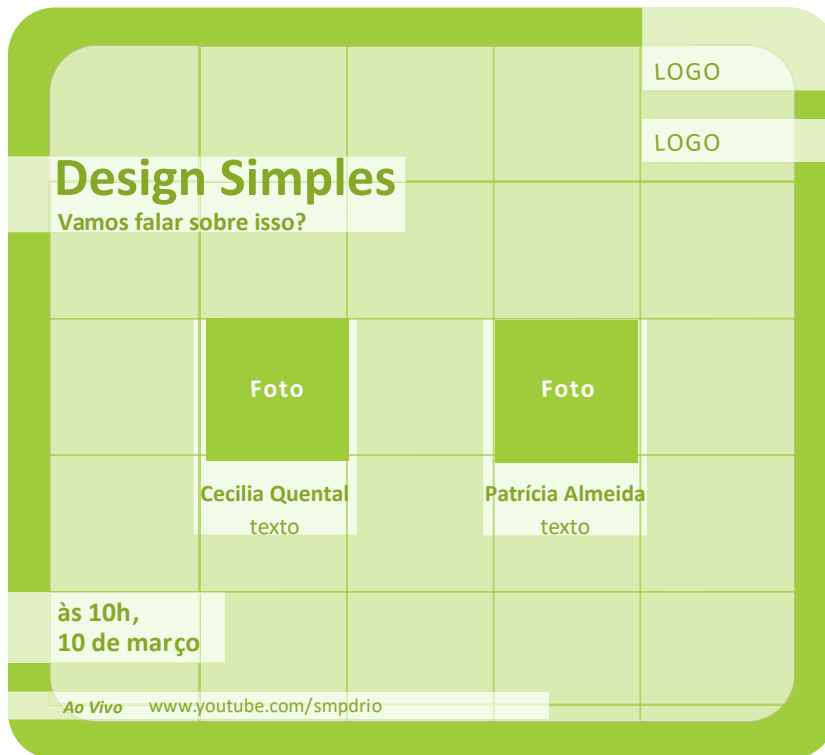 LOGO
LOGO
Design Simples
Vamos falar sobre isso?
Foto
Foto
Cecilia Quental
texto
Patrícia Almeida
texto
às 10h,
10 de março
Ao Vivo www.youtube.com/smpdrio